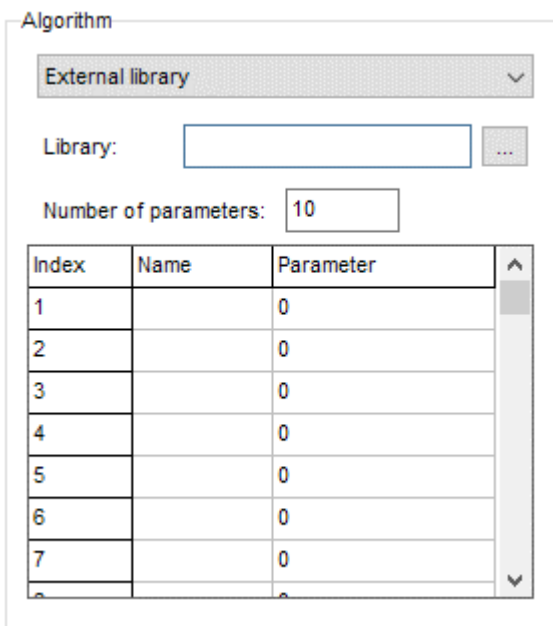 Algorithm
External library
Library:
...
Number of parameters: 10
Index Name Parameter
1 0
2 0
3 0
4 0
5 0
6 0
7 0